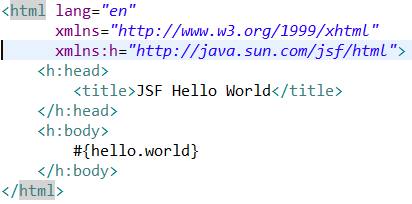 <html lang="en"
xmlns="http://www.w3.org/1999/xhtml"
xmlns:h="http://java.sun.com/jsf/html">
<h:head>
<title>JSF Hello World</title>
</h:head>
<h:body>
#{hello.world}
</h:body>
</html>